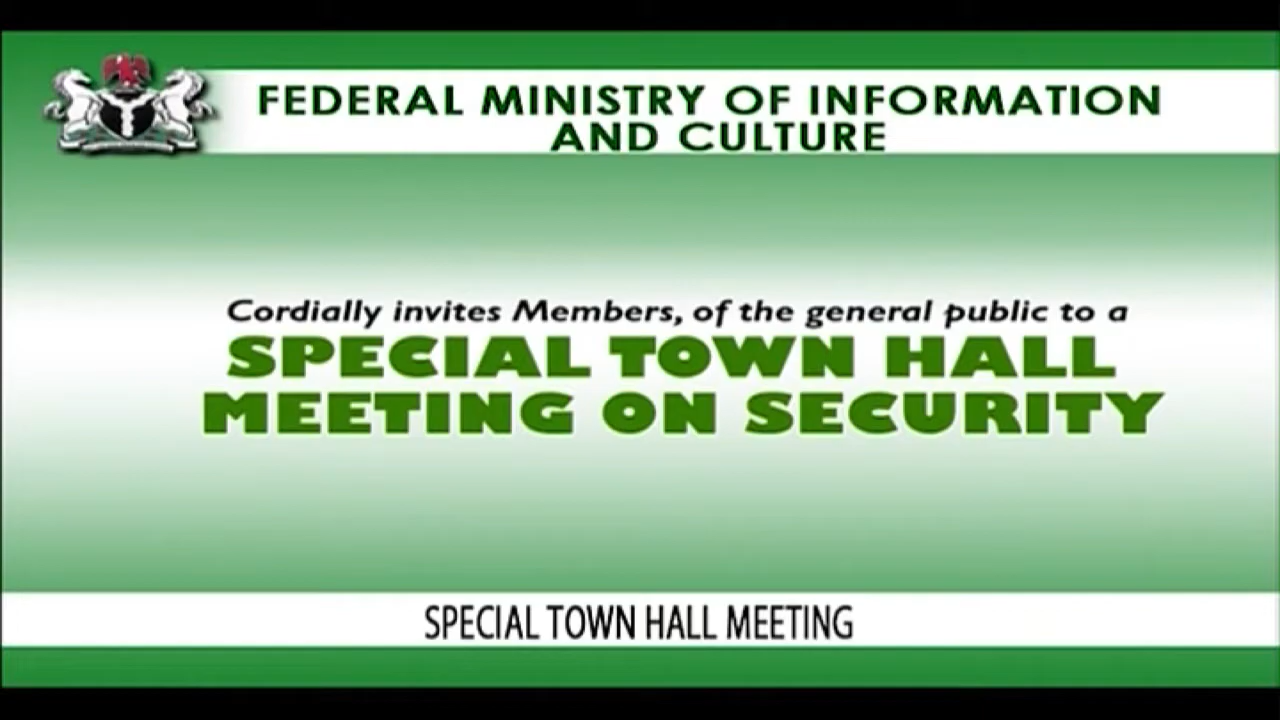 FEDERAL MINISTRY OF INFORMATION
AND CULTURE
Cordially invites Members, of the general public to a
SPECIAL TOWN HALL
MEETING ON SECURITY
SPECIAL TOWN HALL MEETING